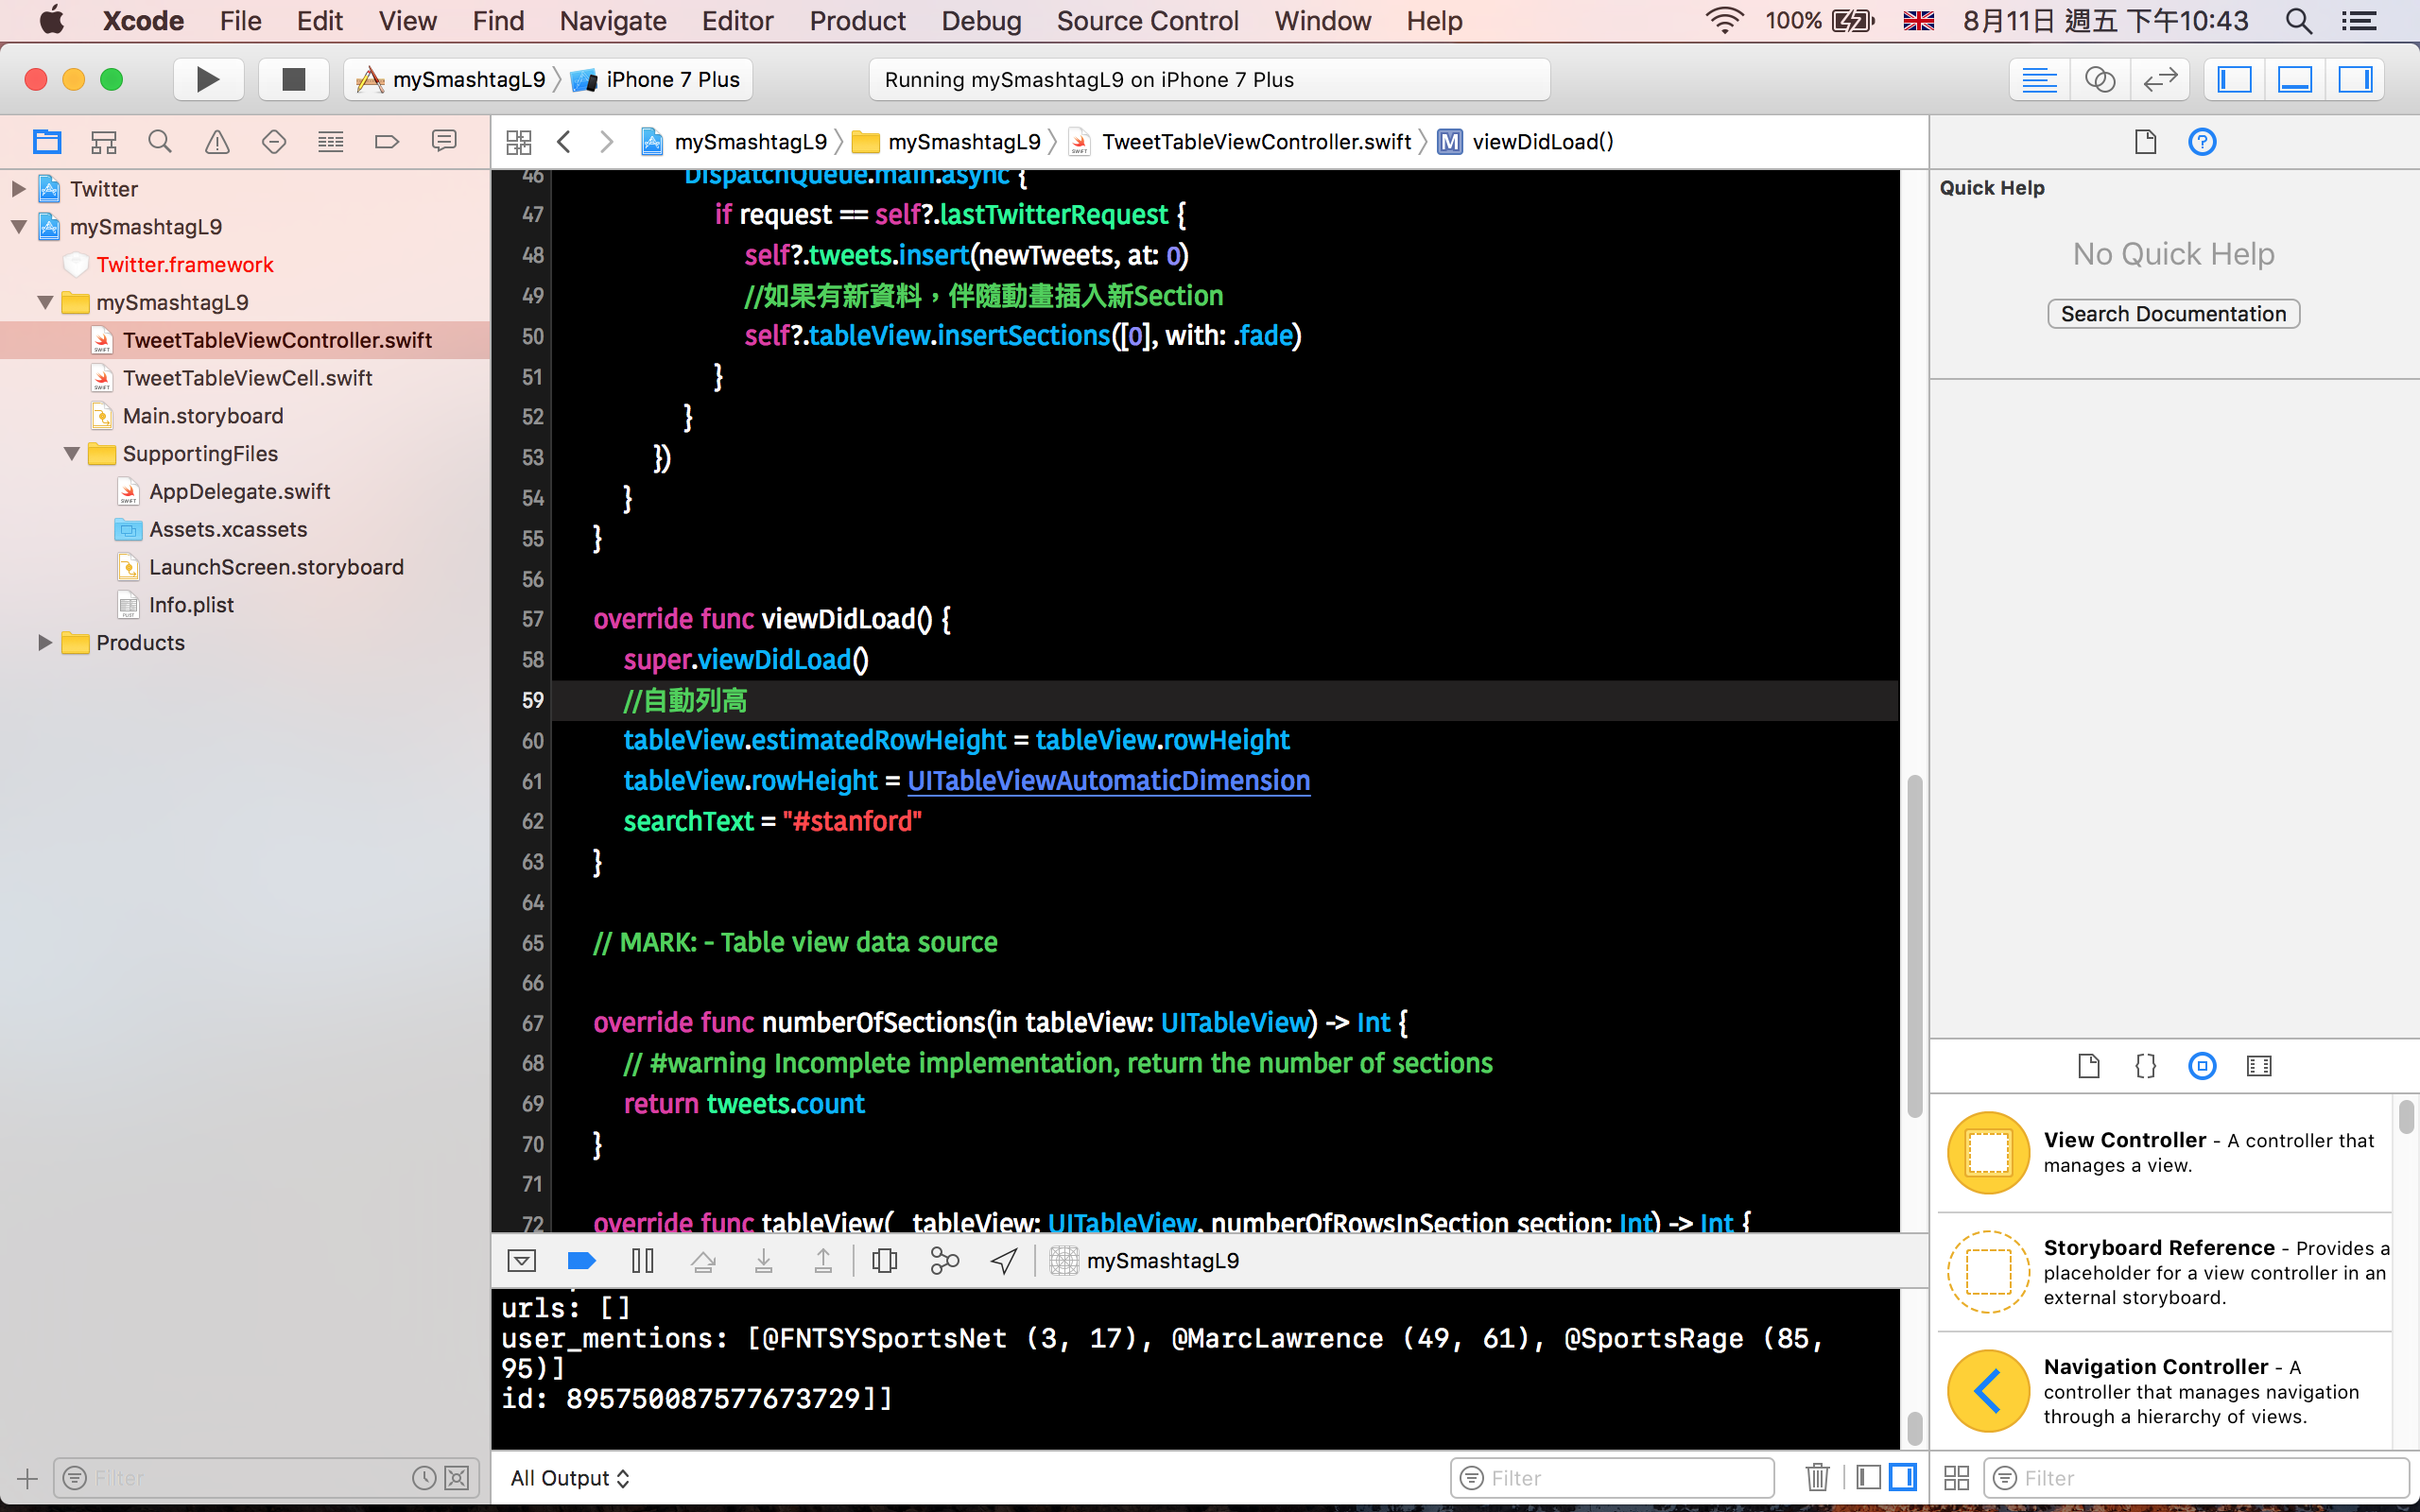 Xcode File Edit View Find Navigate Editor Product Debug Source Control Window Help 100% 8月11日 週五 下午10:43
mySmashtagL9 iPhone 7 Plus
Running mySmashtagL9 on iPhone 7 Plus
mySmashtagL9 mySmashtagL9 TweetTableViewController.swift M viewDidLoad()
Twitter
mySmashtagL9
Twitter.framework
mySmashtagL9
TweetTableViewController.swift
TweetTableViewCell.swift
Main.storyboard
SupportingFiles
AppDelegate.swift
Assets.xcassets
LaunchScreen.storyboard
Info.plist
Products
Filter
46 DispatchQueue.main.async {
47 if request == self?.lastTwitterRequest {
48 self?.tweets.insert(newTweets, at: 0)
49 //如果有新資料，伴隨動畫插入新Section
50 self?.tableView.insertSections([0], with: .fade)
51 }
52 }
53 })
54 }
55 }
56
57 override func viewDidLoad() {
58 super.viewDidLoad()
59 //自動列高
60 tableView.estimatedRowHeight = tableView.rowHeight
61 tableView.rowHeight = UITableViewAutomaticDimension
62 searchText = "#stanford"
63 }
64
65 // MARK: - Table view data source
66
67 override func numberOfSections(in tableView: UITableView) -> Int {
68 // #warning Incomplete implementation, return the number of sections
69 return tweets.count
70 }
71
72 override func tableView(_ tableView: UITableView, numberOfRowsInSection section: Int) -> Int {
mySmashtagL9
urls: []
user_mentions: [@FNTSYSportsNet (3, 17), @MarcLawrence (49, 61), @SportsRage (85,
95)]
id: 895750087577673729]]
All Output
Filter
Quick Help
No Quick Help
Search Documentation
View Controller - A controller that
manages a view.
Storyboard Reference - Provides a
placeholder for a view controller in an
external storyboard.
Navigation Controller - A
controller that manages navigation
through a hierarchy of views.
Filter